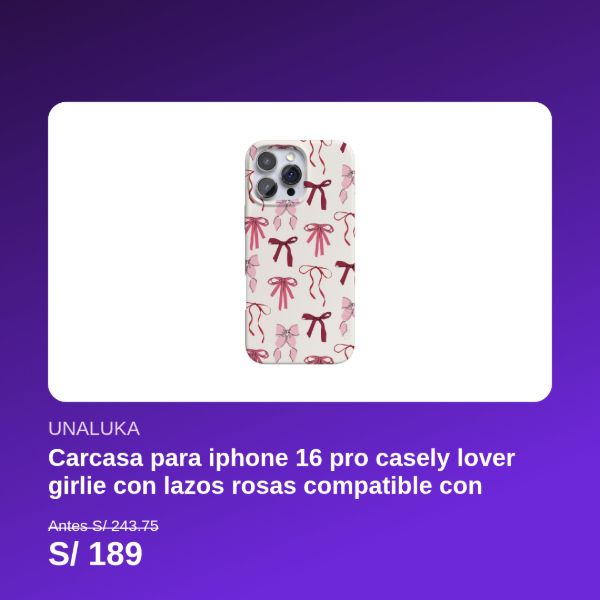 UNALUKA
Carcasa para iphone 16 pro casely lover
girlie con lazos rosas compatible con
Antes S/ 243.75
S/ 189